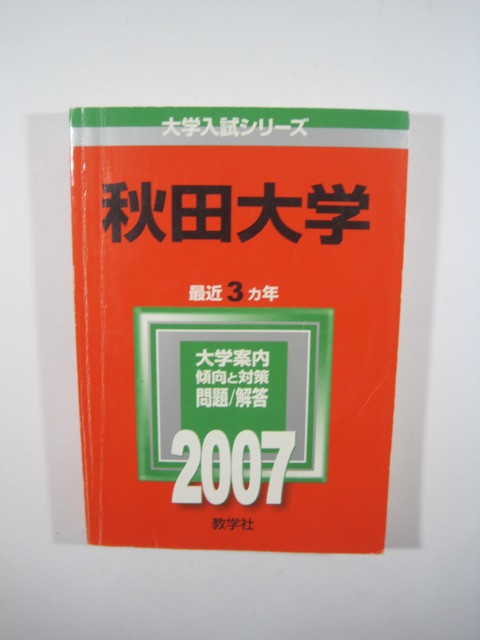 大学入試シリーズ
秋田大学
最近3ヵ年
大学案内
傾向と対策
問題/解答
2007
教学社